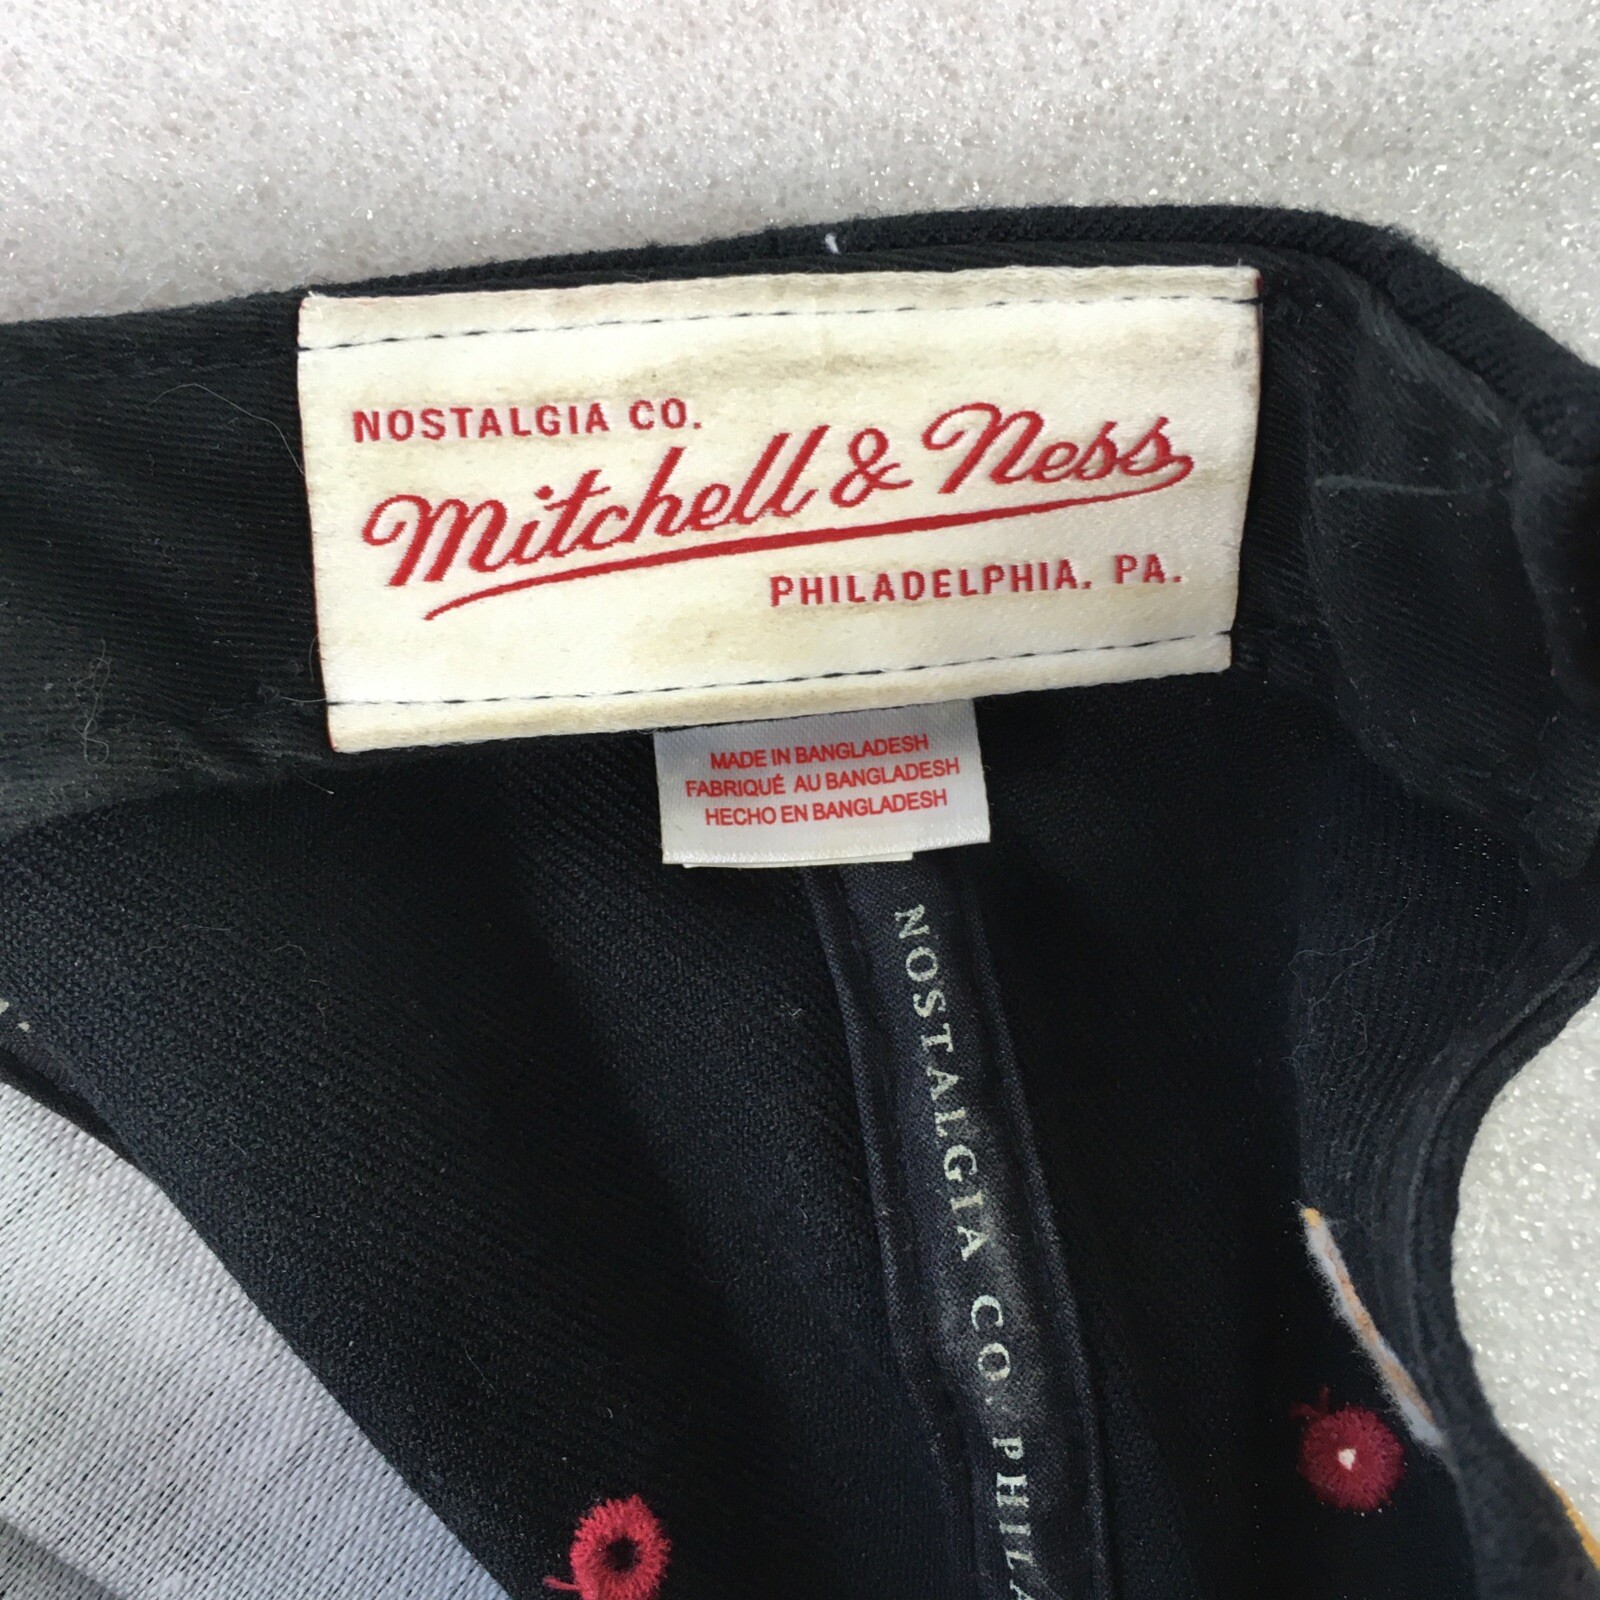 NOSTALGIA CO.
Mitchell & Ness
PHILADELPHIA, PA.
MADE IN BANGLADESH
FABRIQUÉ AU BANGLADESH
HECHO EN BANGLADESH
NOSTALGIA CO. PHILA